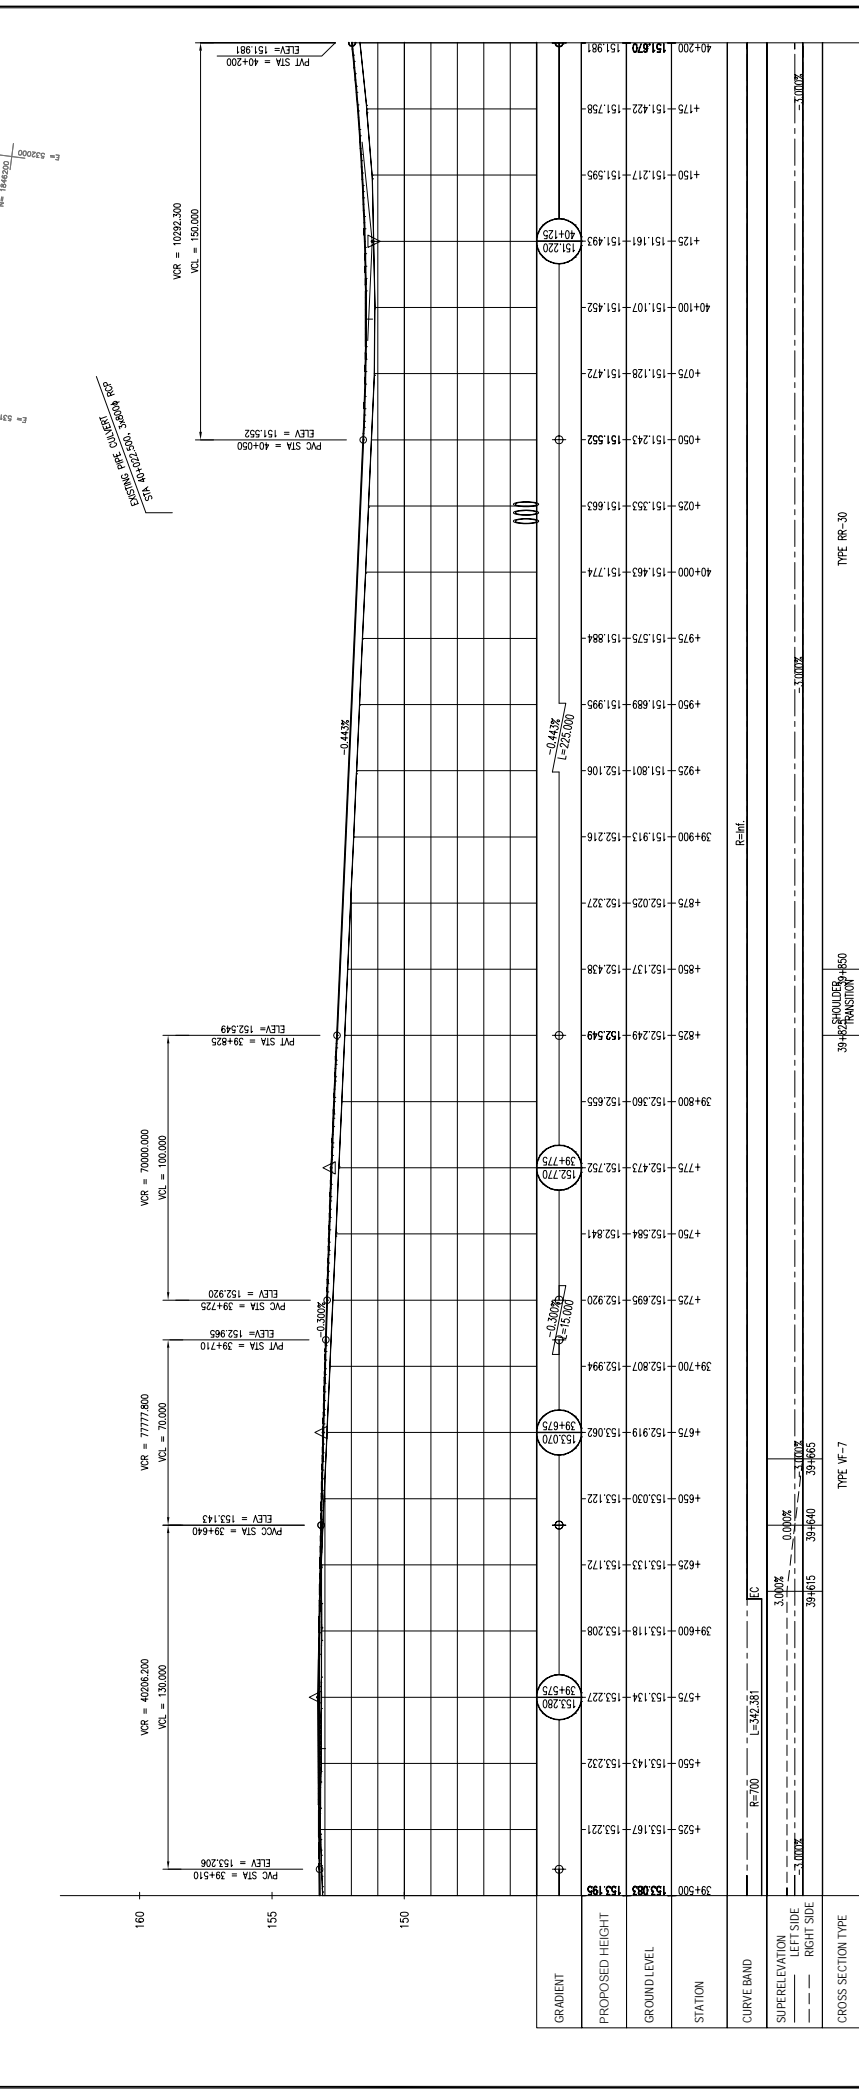 N= 1846200
E= 532000
E= 531
EXISTING PIPE CULVERT
STA 40+022.500, 3x800ϕ RCP
VCR = 40206.200
VCL = 130.000
VCR = 77777.800
VCL = 70.000
VCR = 70000.000
VCL = 100.000
VCR = 10292.300
VCL = 150.000
PVC STA = 39+510
ELEV = 153.206
PVCC STA = 39+640
ELEV = 153.143
PVT STA = 39+710
ELEV= 152.965
PVC STA = 39+725
ELEV = 152.920
PVT STA = 39+825
ELEV= 152.549
PVC STA = 40+050
ELEV = 151.552
PVT STA = 40+200
ELEV= 151.981
-0.300%
-0.443%
160
155
150
GRADIENT
153.280
39+575
153.070
39+675
-0.300%
L=15.000
152.770
39+775
-0.443%
L=225.000
151.220
40+125
PROPOSED HEIGHT
153.195 153.221 153.232 153.227 153.208 153.172 153.122 153.062 152.994 152.920 152.841 152.752 152.655 152.549 152.438 152.327 152.216 152.106 151.995 151.884 151.774 151.663 151.552 151.472 151.452 151.493 151.595 151.758 151.981
GROUND LEVEL
153.083 153.167 153.143 153.134 153.118 153.133 153.030 152.919 152.807 152.695 152.584 152.473 152.360 152.249 152.137 152.025 151.913 151.801 151.689 151.575 151.463 151.353 151.243 151.128 151.107 151.161 151.217 151.422 151.670
STATION
39+500 +525 +550 +575 39+600 +625 +650 +675 39+700 +725 +750 +775 39+800 +825 +850 +875 39+900 +925 +950 +975 40+000 +025 +050 +075 40+100 +125 +150 +175 40+200
CURVE BAND
R=700
L=342.381
EC
R=Inf.
SUPERELEVATION
LEFT SIDE
RIGHT SIDE
-3.000%
3.000%
0.000%
-3.000%
39+615
39+640
39+665
-3.000%
-3.000%
CROSS SECTION TYPE
TYPE VF-7
39+825
SHOULDER
TRANSITION
39+850
TYPE RR-30